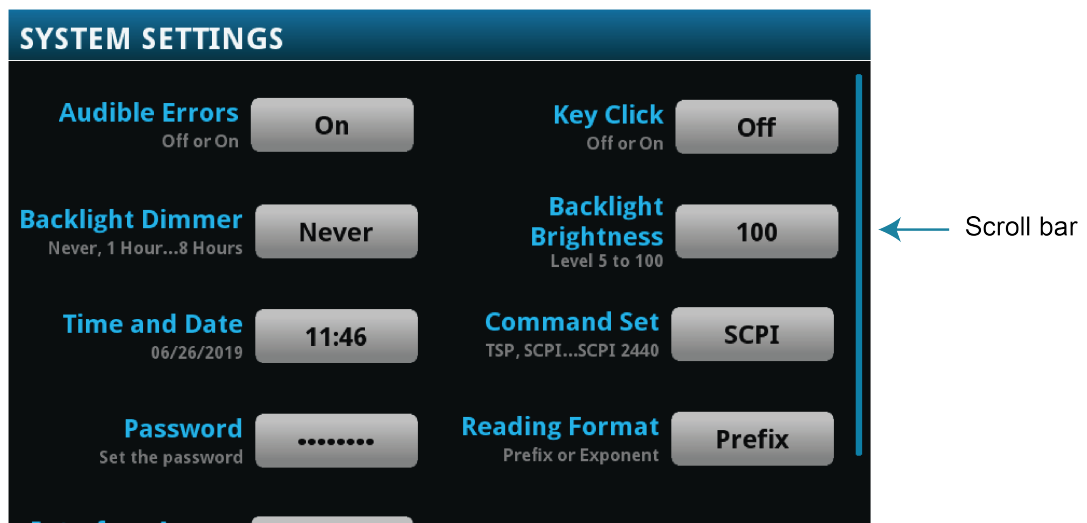 SYSTEM SETTINGS
Audible Errors
Off or On
On
Key Click
Off or On
Off
Backlight Dimmer
Never, 1 Hour...8 Hours
Never
Backlight
Brightness
Level 5 to 100
100
Scroll bar
Time and Date
06/26/2019
11:46
Command Set
TSP, SCPI...SCPI 2440
SCPI
Password
Set the password
••••••••
Reading Format
Prefix or Exponent
Prefix